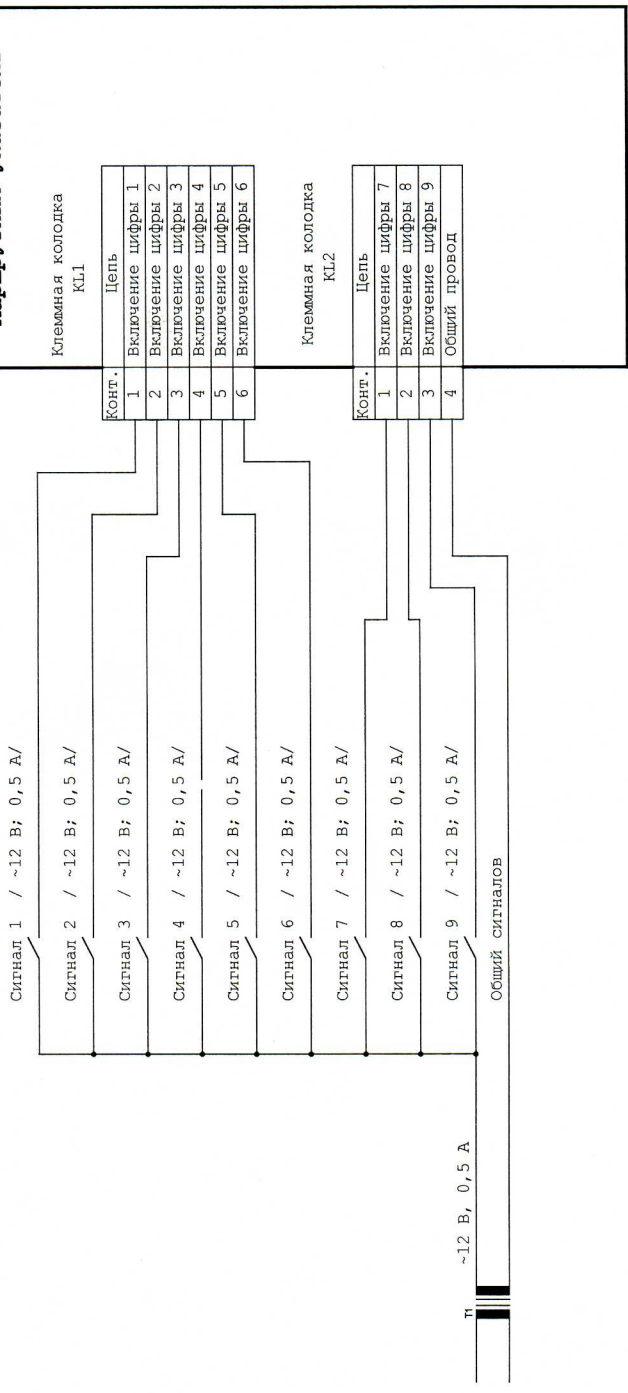 Клеммная колодка
KL1
Конт. Цепь
1 Включение цифры 1
2 Включение цифры 2
3 Включение цифры 3
4 Включение цифры 4
5 Включение цифры 5
6 Включение цифры 6
Клеммная колодка
KL2
Конт. Цепь
1 Включение цифры 7
2 Включение цифры 8
3 Включение цифры 9
4 Общий провод
Сигнал 1 / ~12 В; 0,5 А/
Сигнал 2 / ~12 В; 0,5 А/
Сигнал 3 / ~12 В; 0,5 А/
Сигнал 4 / ~12 В; 0,5 А/
Сигнал 5 / ~12 В; 0,5 А/
Сигнал 6 / ~12 В; 0,5 А/
Сигнал 7 / ~12 В; 0,5 А/
Сигнал 8 / ~12 В; 0,5 А/
Сигнал 9 / ~12 В; 0,5 А/
Общий сигналов
~12 В, 0,5 А
T1